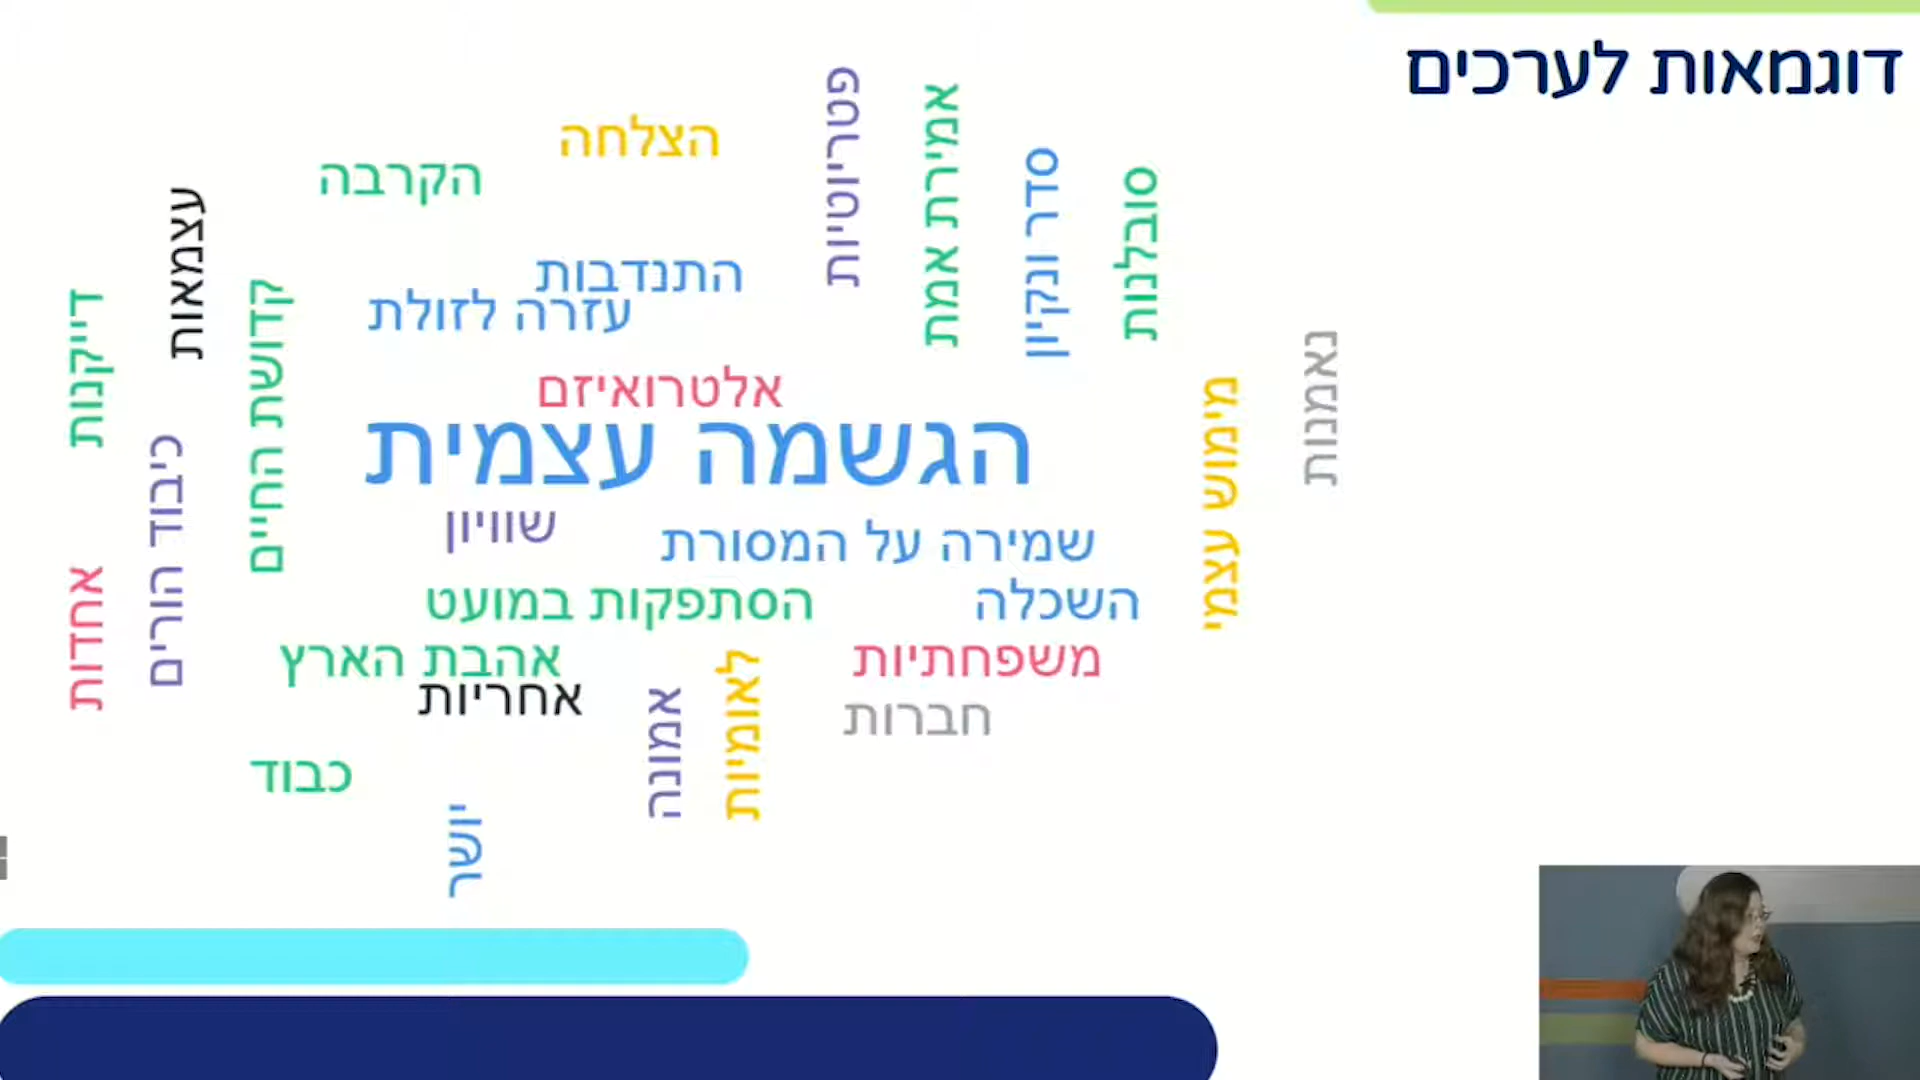 דוגמאות לערכים
הצלחה
הקרבה
פטריוטיות
אמירת אמת
סדר ונקיון
סובלנות
עצמאות
התנדבות
עזרה לזולת
קדושת החיים
דייקנות
נאמנות
אלטרואיזם
מימוש עצמי
הגשמה עצמית
כיבוד הורים
שוויון
שמירה על המסורת
אחדות
הסתפקות במועט
השכלה
אהבת הארץ
משפחתיות
לאומיות
אחריות
אמונה
חברות
כבוד
יושר